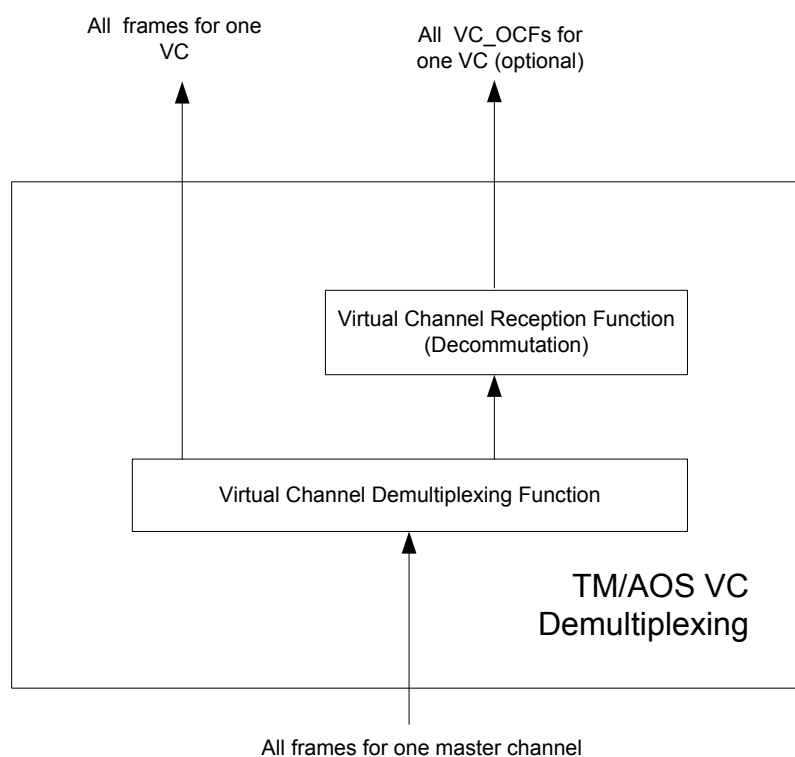 All frames for one
VC
All VC_OCFs for
one VC (optional)
Virtual Channel Reception Function
(Decommutation)
Virtual Channel Demultiplexing Function
TM/AOS VC
Demultiplexing
All frames for one master channel